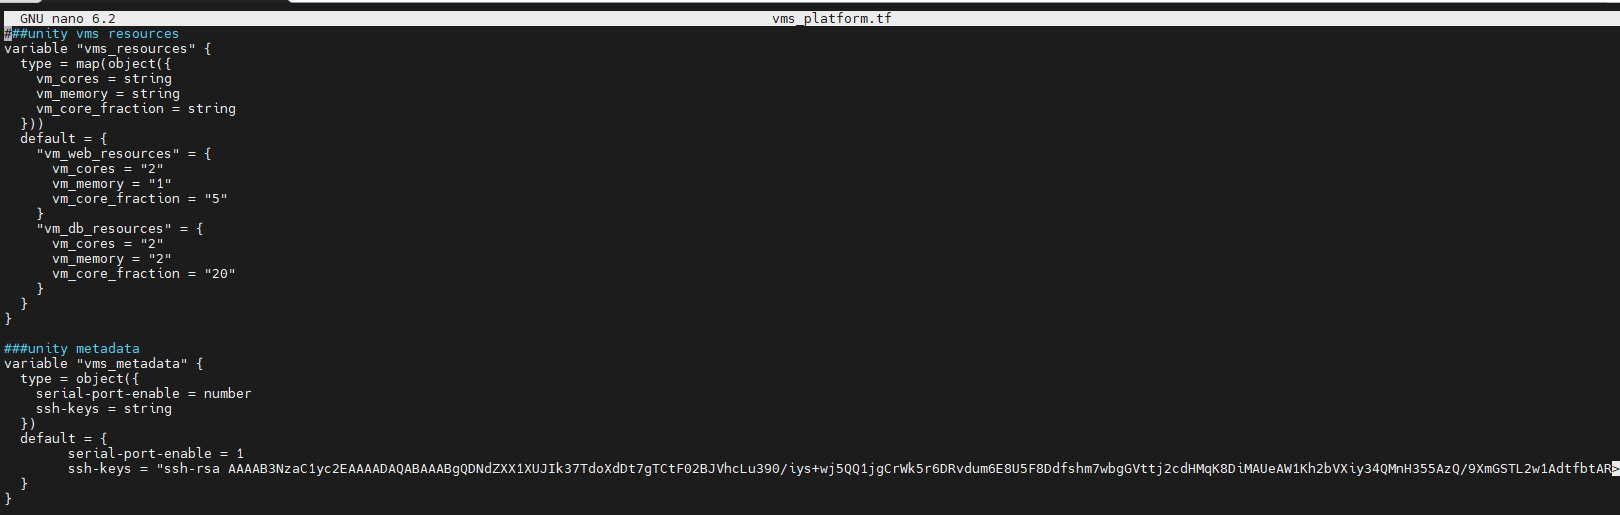 GNU nano 6.2 vms_platform.tf
###unity vms resources
variable "vms_resources" {
  type = map(object({
    vm_cores = string
    vm_memory = string
    vm_core_fraction = string
  }))
  default = {
    "vm_web_resources" = {
      vm_cores = "2"
      vm_memory = "1"
      vm_core_fraction = "5"
    }
    "vm_db_resources" = {
      vm_cores = "2"
      vm_memory = "2"
      vm_core_fraction = "20"
    }
  }
}

###unity metadata
variable "vms_metadata" {
  type = object({
    serial-port-enable = number
    ssh-keys = string
  })
  default = {
        serial-port-enable = 1
        ssh-keys = "ssh-rsa AAAAB3NzaC1yc2EAAAADAQABAAABgQDNdZXX1XUJIk37TdoXdDt7gTCtF02BJVhcLu390/iys+wj5QQ1jgCrWk5r6DRvdum6E8U5F8Ddfshm7wbgGVttj2cdHMqK8DiMAUeAW1Kh2bVXiy34QMnH355AzQ/9XmGSTL2w1AdtfbtAR>
  }
}